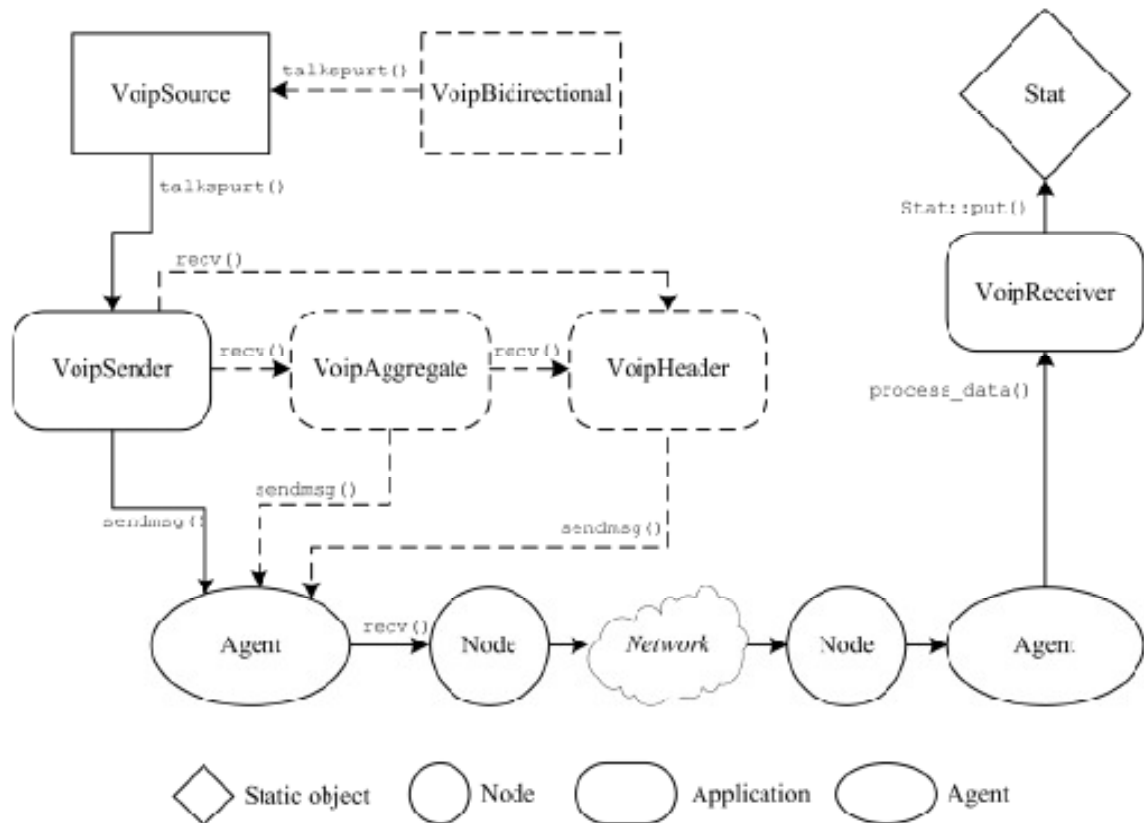 talkspurt()
VoipSource
VoipBidirectional
Stat
talkspurt()
Stat::put()
recv()
VoipReceiver
VoipSender
recv()
VoipAggregate
recv()
VoipHeader
process_data()
sendmsg()
sendmsg()
sendmsg()
Agent
recv()
Node
Network
Node
Agent
Static object
Node
Application
Agent